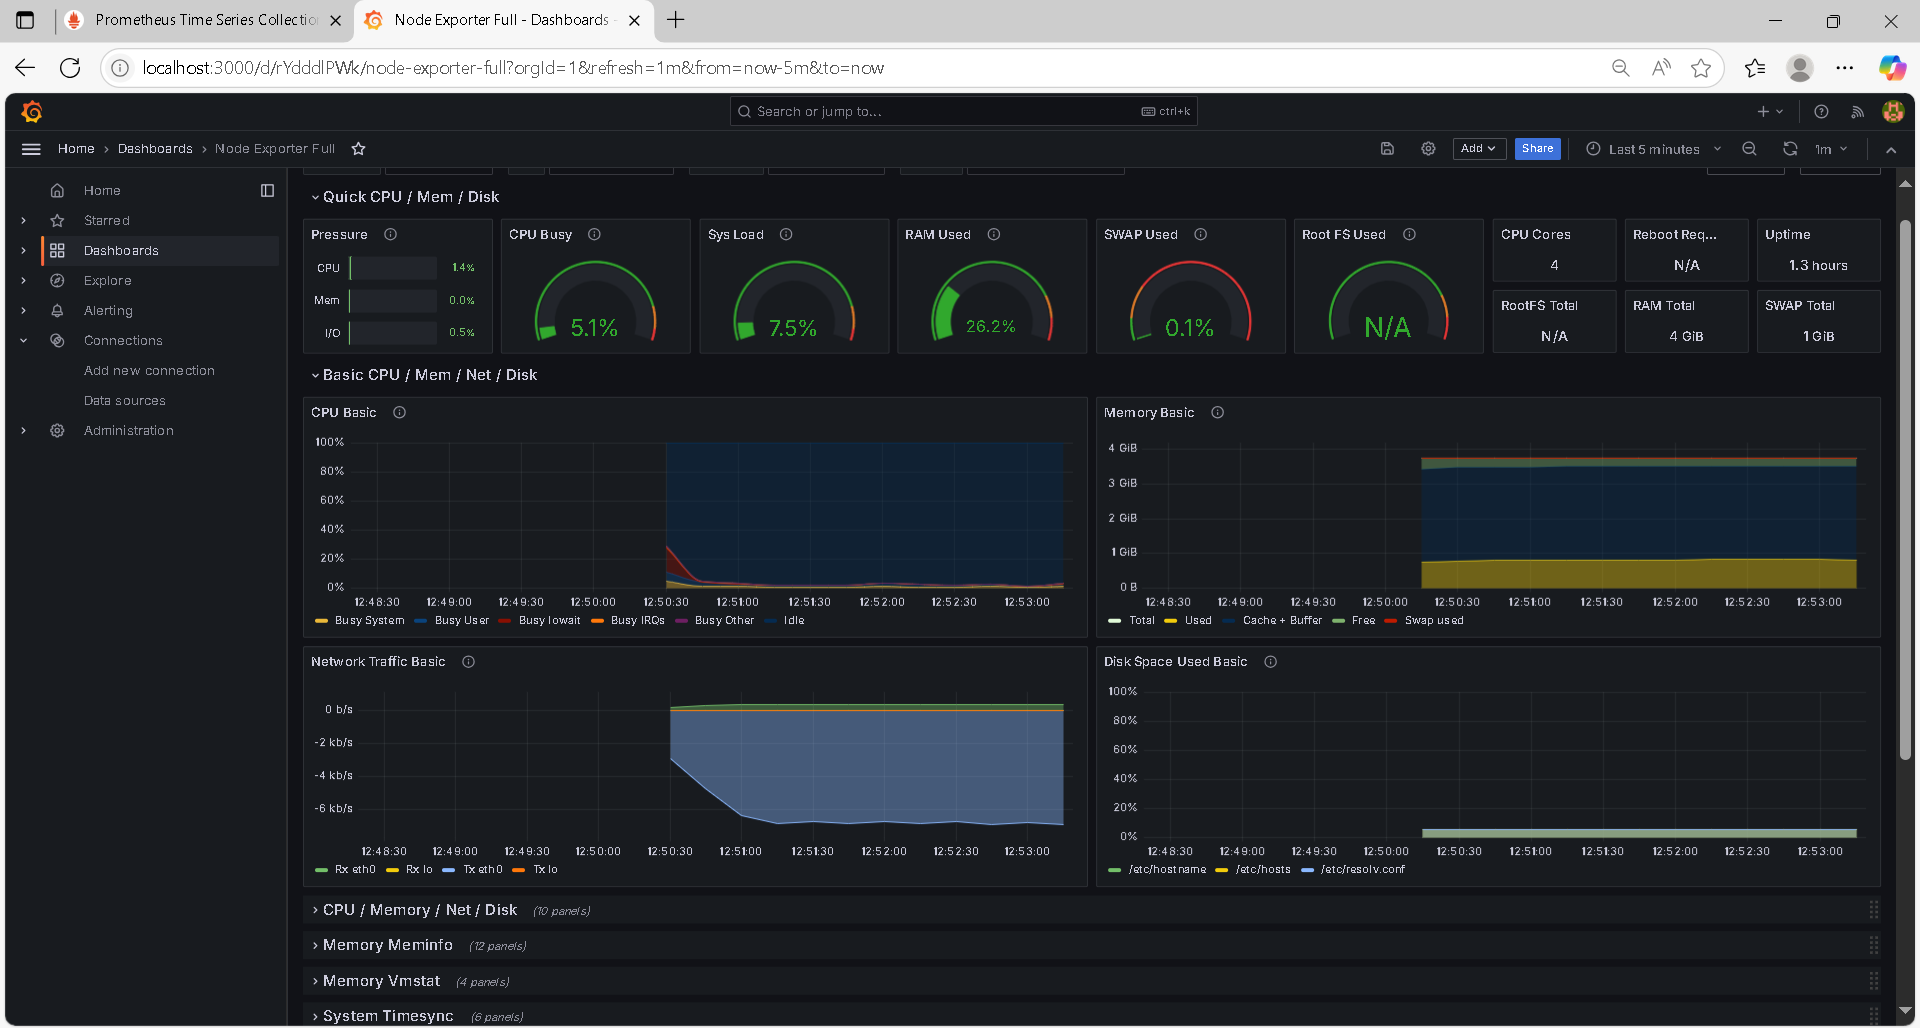 Prometheus Time Series Collectio
Node Exporter Full - Dashboards -
localhost:3000/d/rYdddlPWk/node-exporter-full?orgId=1&refresh=1m&from=now-5m&to=now
Search or jump to...
ctrl+k
Home › Dashboards › Node Exporter Full
Add
Share
Last 5 minutes
1m
Home
Starred
Dashboards
Explore
Alerting
Connections
Add new connection
Data sources
Administration
Quick CPU / Mem / Disk
Pressure
CPU 1.4%
Mem 0.0%
I/O 0.5%
CPU Busy
5.1%
Sys Load
7.5%
RAM Used
26.2%
SWAP Used
0.1%
Root FS Used
N/A
CPU Cores
4
Reboot Req...
N/A
Uptime
1.3 hours
RootFS Total
N/A
RAM Total
4 GiB
SWAP Total
1 GiB
Basic CPU / Mem / Net / Disk
CPU Basic
100%
80%
60%
40%
20%
0%
12:48:30 12:49:00 12:49:30 12:50:00 12:50:30 12:51:00 12:51:30 12:52:00 12:52:30 12:53:00
Busy System Busy User Busy Iowait Busy IRQs Busy Other Idle
Memory Basic
4 GiB
3 GiB
2 GiB
1 GiB
0 B
12:48:30 12:49:00 12:49:30 12:50:00 12:50:30 12:51:00 12:51:30 12:52:00 12:52:30 12:53:00
Total Used Cache + Buffer Free Swap used
Network Traffic Basic
0 b/s
-2 kb/s
-4 kb/s
-6 kb/s
12:48:30 12:49:00 12:49:30 12:50:00 12:50:30 12:51:00 12:51:30 12:52:00 12:52:30 12:53:00
Rx eth0 Rx lo Tx eth0 Tx lo
Disk Space Used Basic
100%
80%
60%
40%
20%
0%
12:48:30 12:49:00 12:49:30 12:50:00 12:50:30 12:51:00 12:51:30 12:52:00 12:52:30 12:53:00
/etc/hostname /etc/hosts /etc/resolv.conf
CPU / Memory / Net / Disk (10 panels)
Memory Meminfo (12 panels)
Memory Vmstat (4 panels)
System Timesync (6 panels)